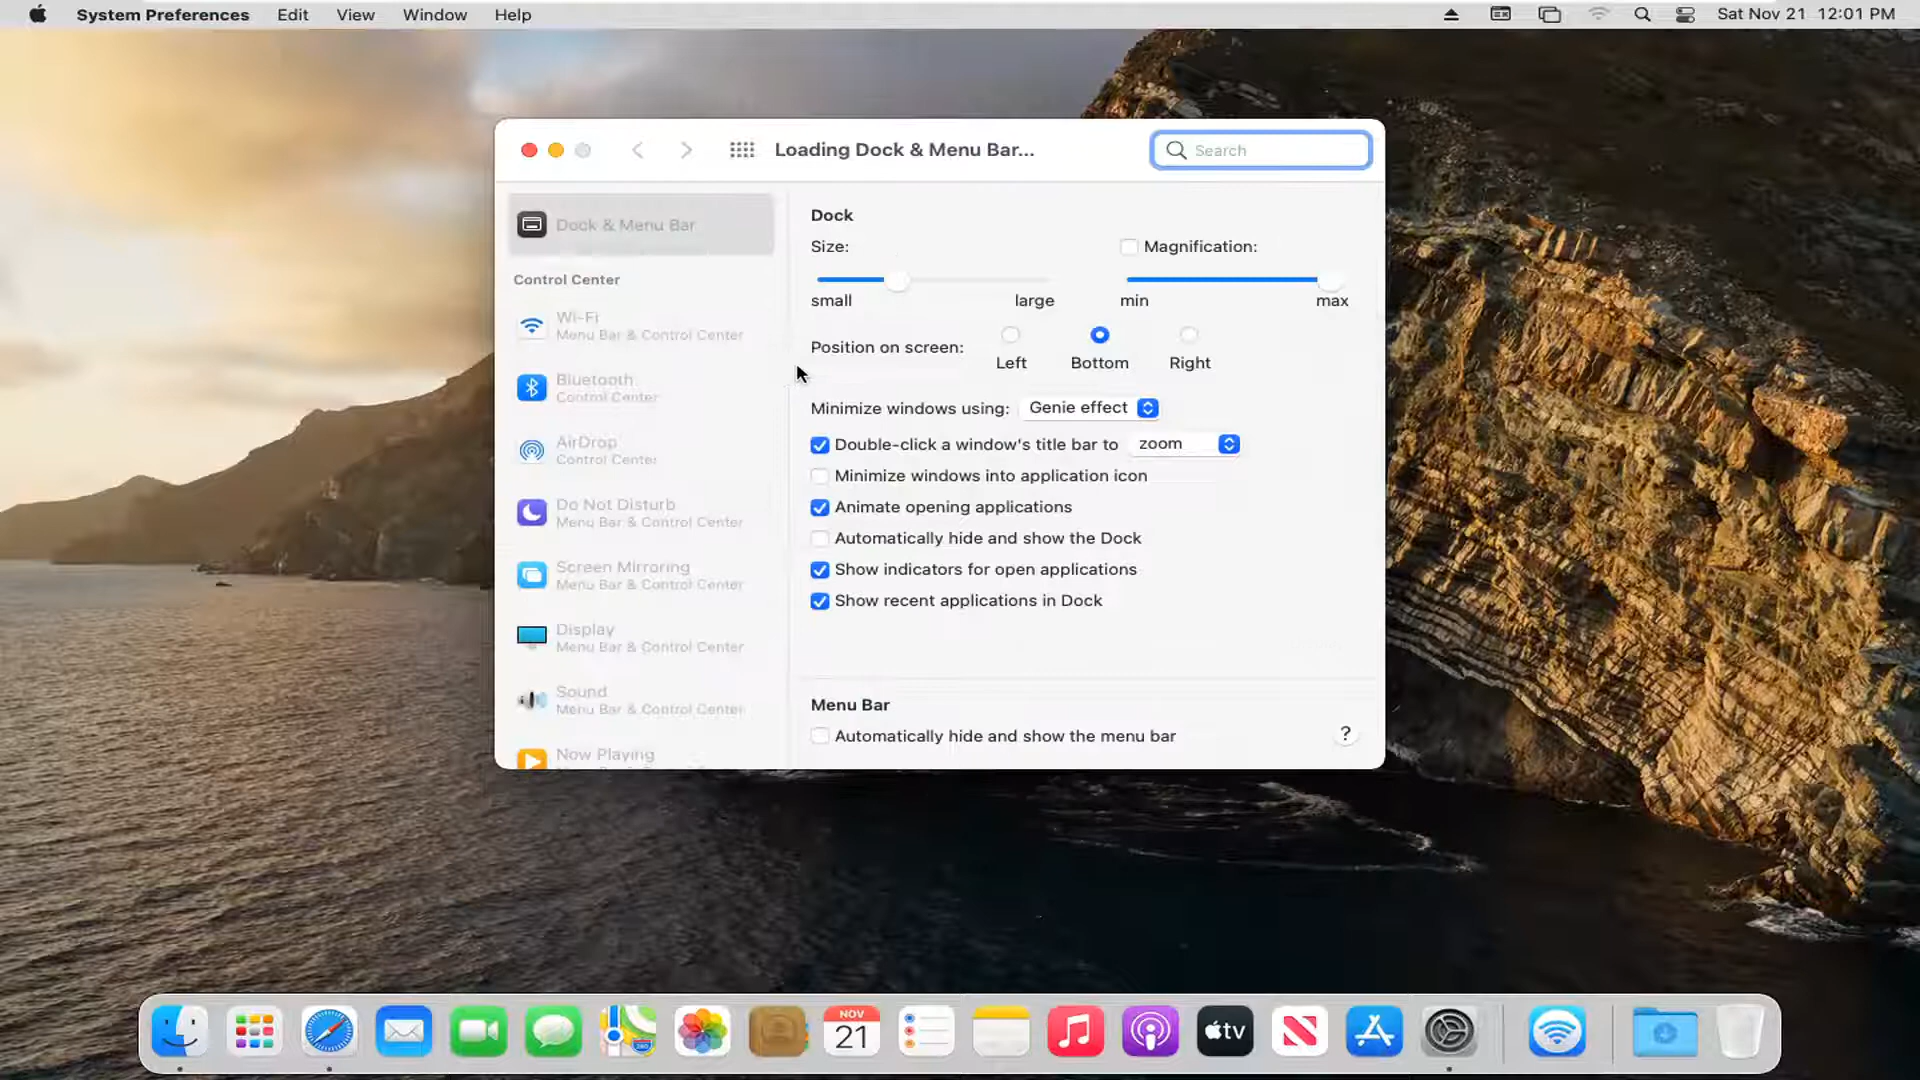 System Preferences Edit View Window Help
Sat Nov 21 12:01 PM
Loading Dock & Menu Bar...
Search
Dock & Menu Bar
Control Center
Wi-Fi
Menu Bar & Control Center
Bluetooth
Control Center
AirDrop
Control Center
Do Not Disturb
Menu Bar & Control Center
Screen Mirroring
Menu Bar & Control Center
Display
Menu Bar & Control Center
Sound
Menu Bar & Control Center
Now Playing
Dock
Size:
Magnification:
small large
min max
Position on screen:
Left Bottom Right
Minimize windows using: Genie effect
Double-click a window's title bar to zoom
Minimize windows into application icon
Animate opening applications
Automatically hide and show the Dock
Show indicators for open applications
Show recent applications in Dock
Menu Bar
Automatically hide and show the menu bar
?
NOV
21
tv